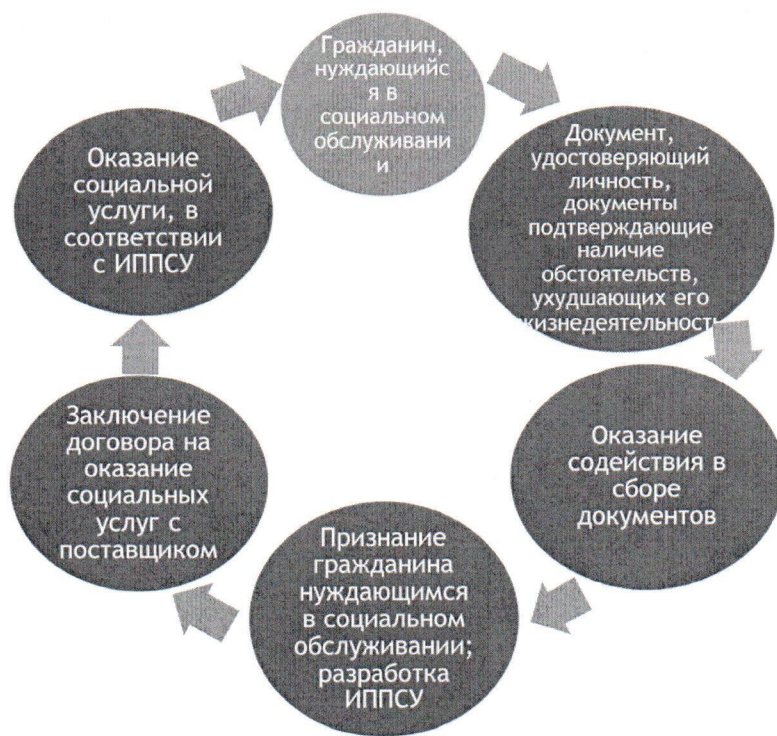 Гражданин,
нуждающийс
я в
социальном
обслуживани
и
Документ,
удостоверяющий
личность,
документы
подтверждающие
наличие
обстоятельств,
ухудшающих его
жизнедеятельность
Оказание
содействия в
сборе
документов
Признание
гражданина
нуждающимся
в социальном
обслуживании;
разработка
ИППСУ
Заключение
договора на
оказание
социальных
услуг с
поставщиком
Оказание
социальной
услуги, в
соответствии
с ИППСУ